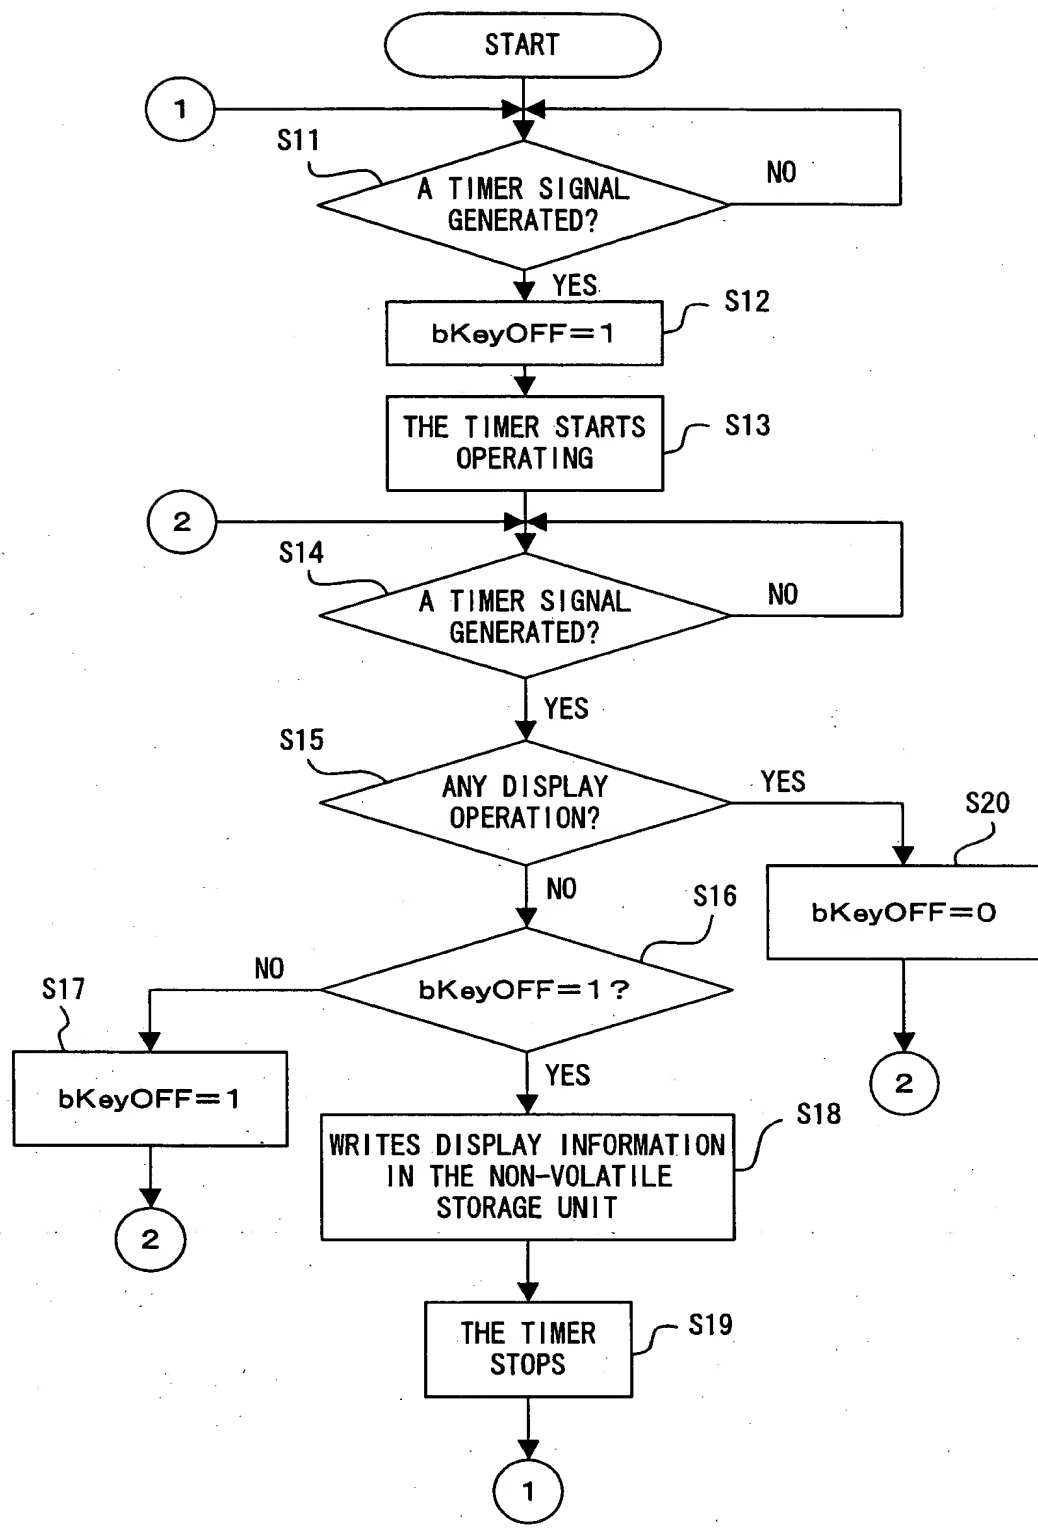 START
1
S11
A TIMER SIGNAL
GENERATED?
NO
YES
S12
bKeyOFF=1
THE TIMER STARTS
OPERATING
S13
2
S14
A TIMER SIGNAL
GENERATED?
NO
YES
S15
ANY DISPLAY
OPERATION?
YES
S20
bKeyOFF=0
2
NO
S16
bKeyOFF=1?
NO
S17
bKeyOFF=1
2
YES
S18
WRITES DISPLAY INFORMATION
IN THE NON-VOLATILE
STORAGE UNIT
THE TIMER
STOPS
S19
1